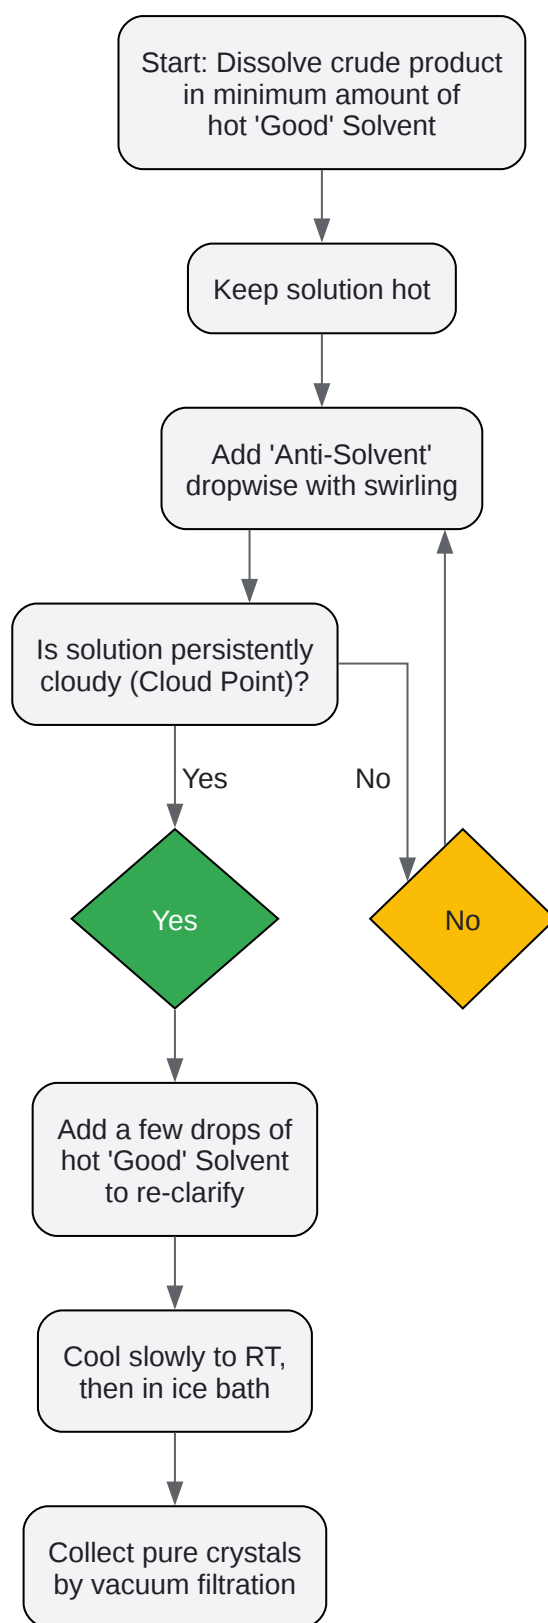 Start: Dissolve crude product
in minimum amount of
hot 'Good' Solvent
Keep solution hot
Add 'Anti-Solvent'
dropwise with swirling
Is solution persistently
cloudy (Cloud Point)?
Yes
No
Yes
No
Add a few drops of
hot 'Good' Solvent
to re-clarify
Cool slowly to RT,
then in ice bath
Collect pure crystals
by vacuum filtration